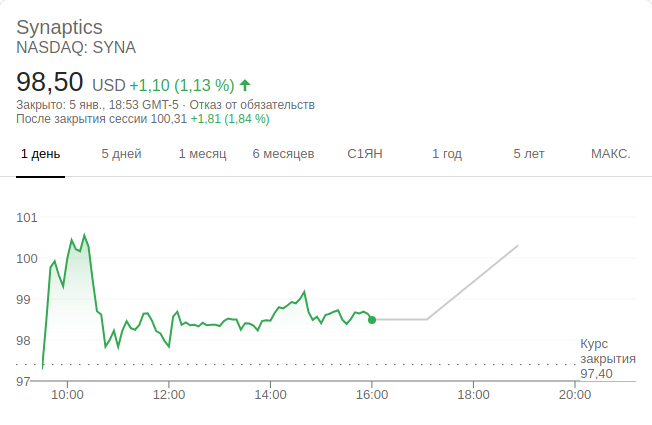 Synaptics
NASDAQ: SYNA
98,50 USD +1,10 (1,13 %)
Закрыто: 5 янв., 18:53 GMT-5 · Отказ от обязательств
После закрытия сессии 100,31 +1,81 (1,84 %)
1 день 5 дней 1 месяц 6 месяцев С1ЯН 1 год 5 лет МАКС.
101
100
99
98
97
Курс
закрытия
97,40
10:00 12:00 14:00 16:00 18:00 20:00